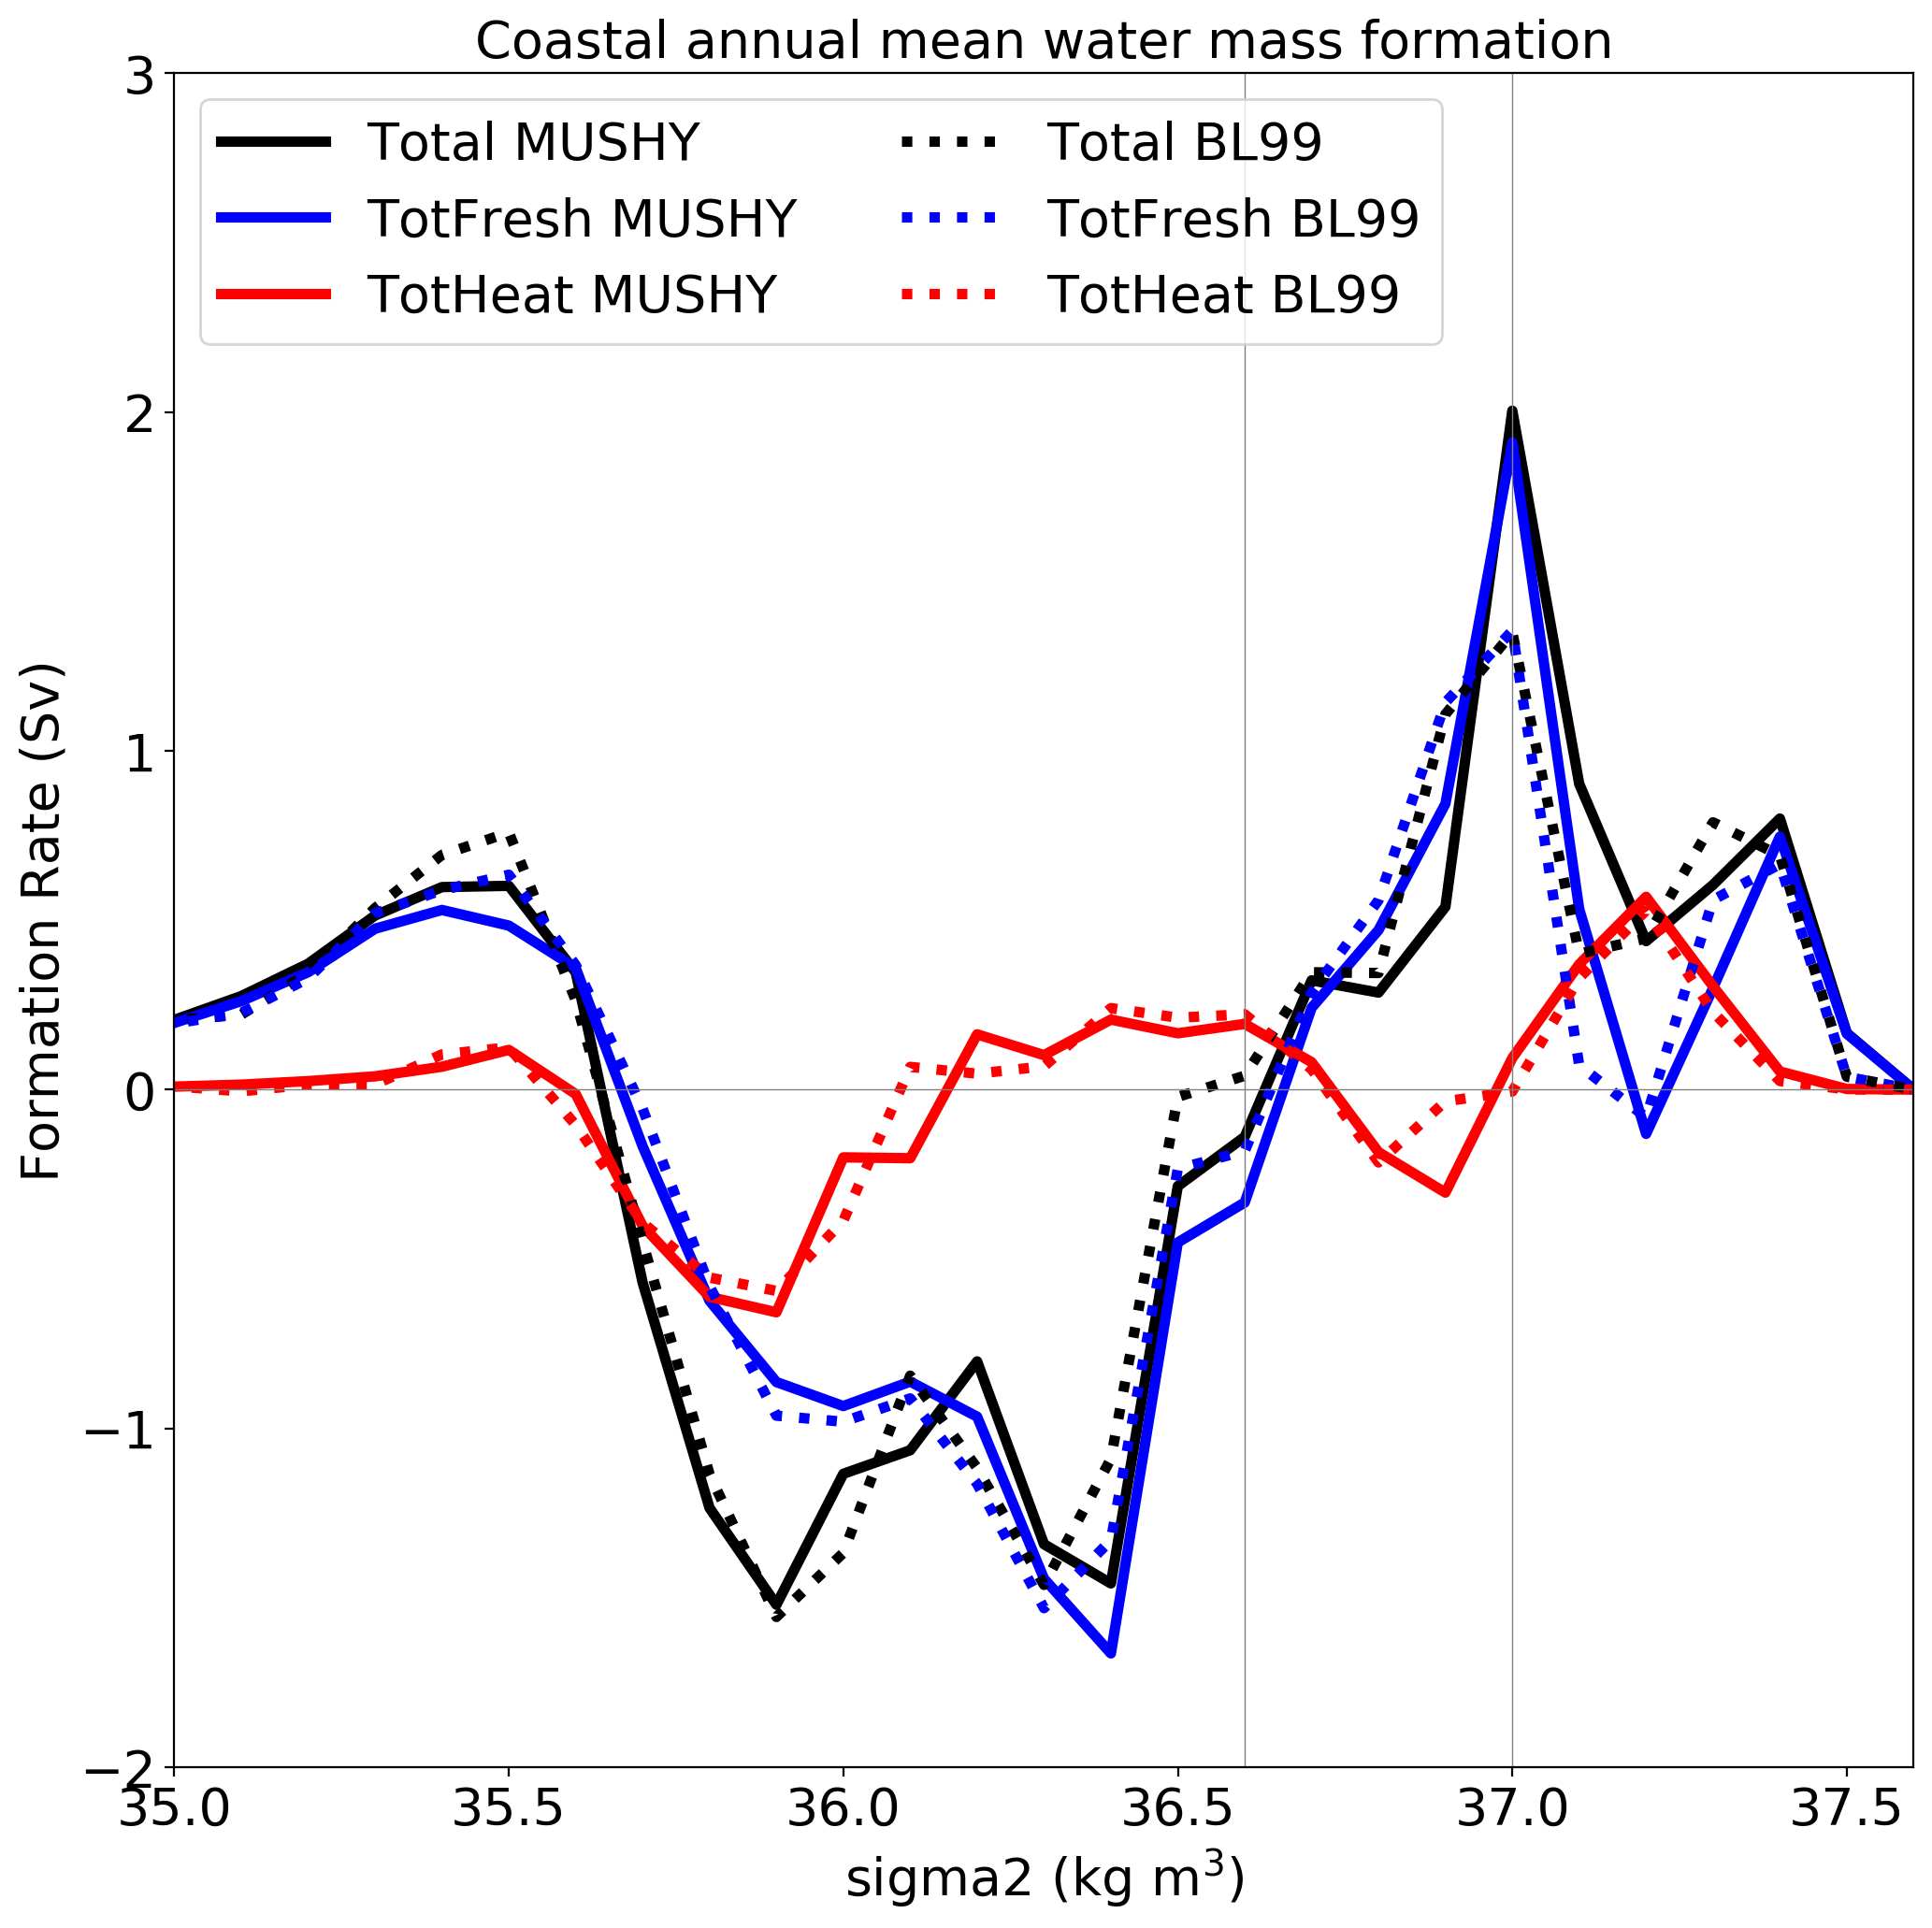 Coastal annual mean water mass formation
Total MUSHY
TotFresh MUSHY
TotHeat MUSHY
Total BL99
TotFresh BL99
TotHeat BL99
Formation Rate (Sv)
3
2
1
0
−1
−2
35.0 35.5 36.0 36.5 37.0 37.5
sigma2 (kg m³)